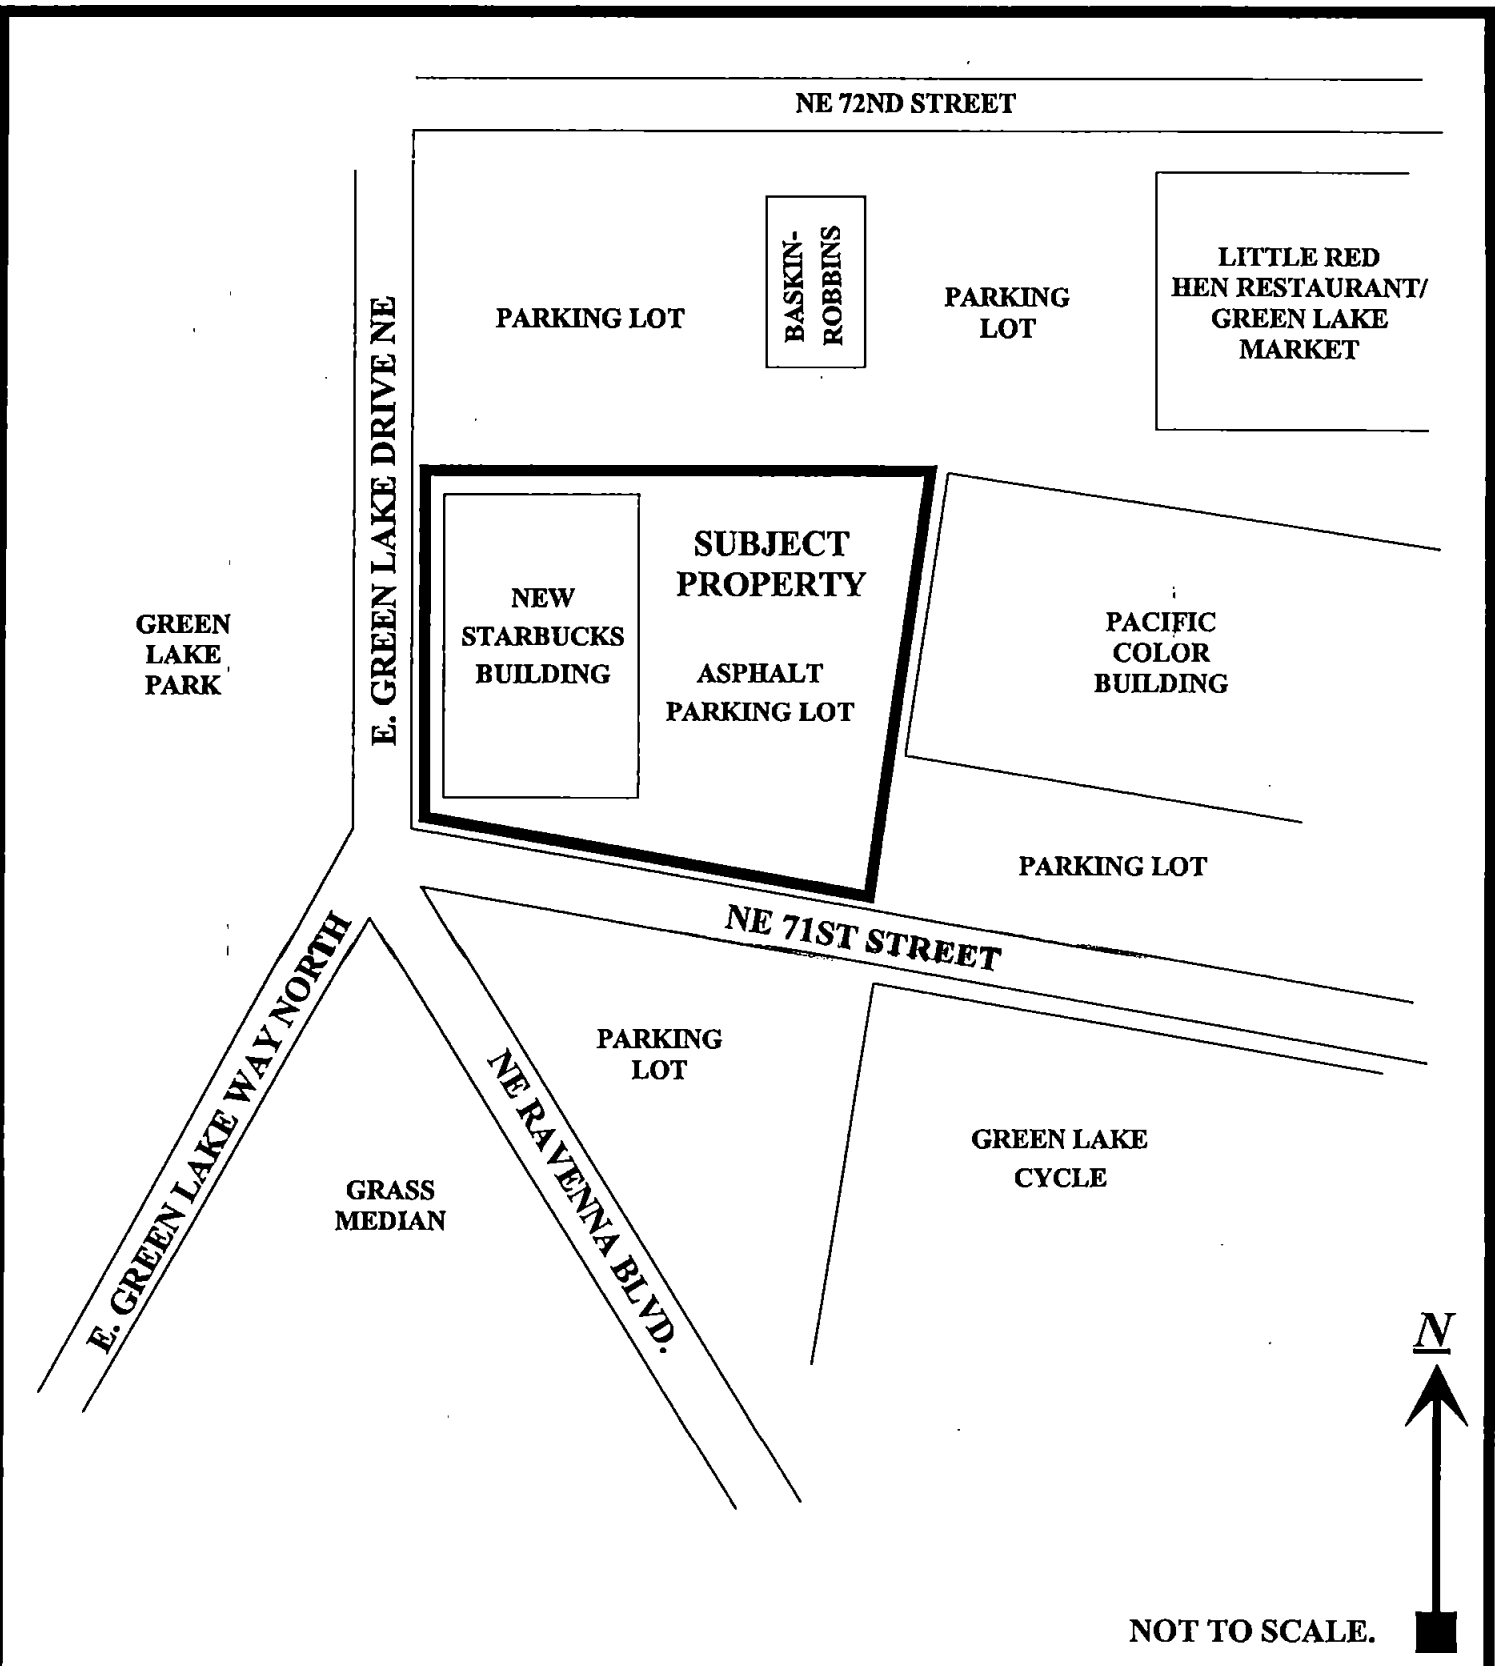 NE 72ND STREET
BASKIN-
ROBBINS
LITTLE RED
HEN RESTAURANT/
GREEN LAKE
MARKET
PARKING LOT
PARKING
LOT
E. GREEN LAKE DRIVE NE
SUBJECT
PROPERTY
NEW
STARBUCKS
BUILDING
ASPHALT
PARKING LOT
GREEN
LAKE
PARK
PACIFIC
COLOR
BUILDING
PARKING LOT
NE 71ST STREET
E. GREEN LAKE WAY NORTH
NE RAVENNA BLVD.
PARKING
LOT
GREEN LAKE
CYCLE
GRASS
MEDIAN
N
NOT TO SCALE.